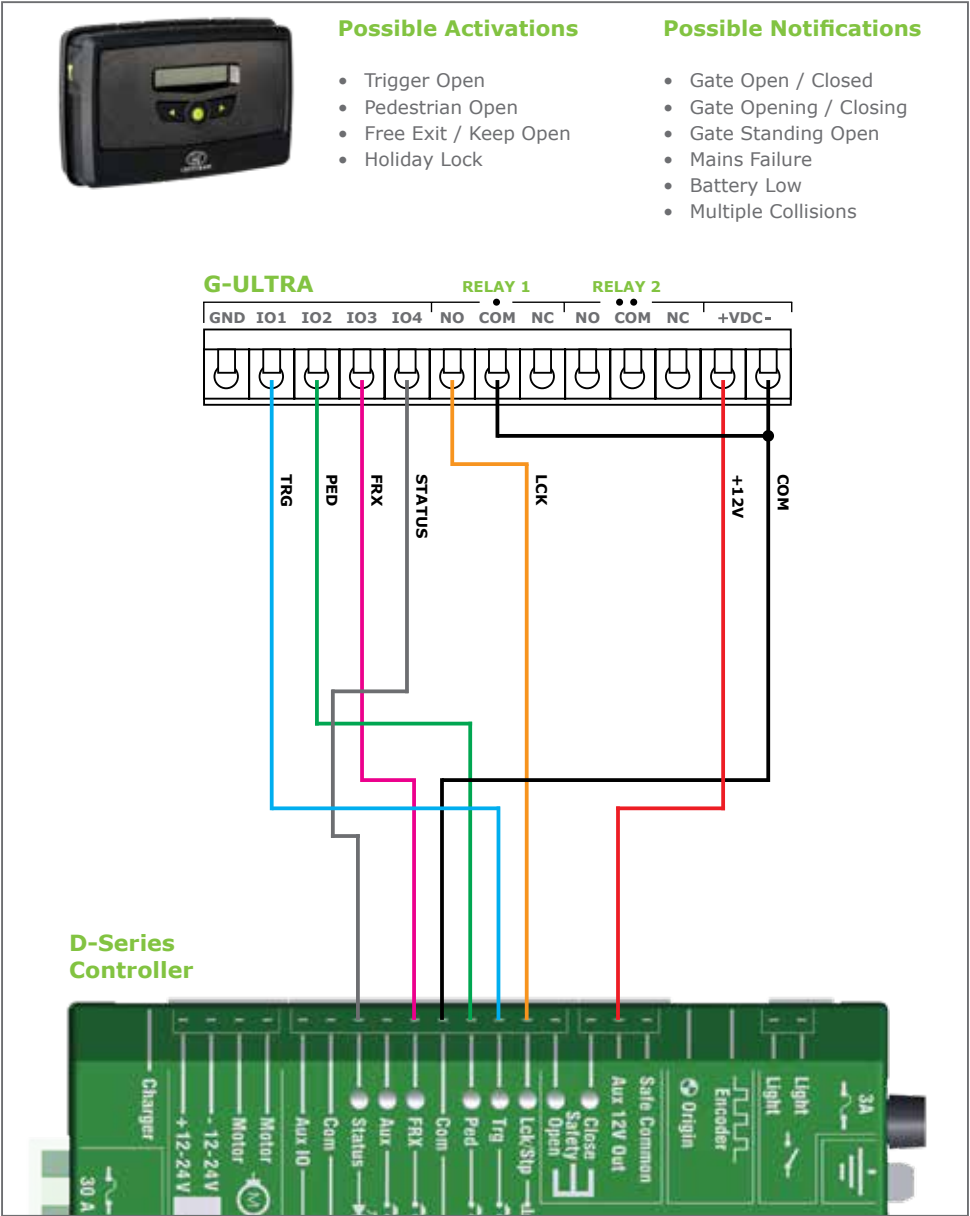 Possible Activations
• Trigger Open
• Pedestrian Open
• Free Exit / Keep Open
• Holiday Lock
Possible Notifications
• Gate Open / Closed
• Gate Opening / Closing
• Gate Standing Open
• Mains Failure
• Battery Low
• Multiple Collisions
G-ULTRA
RELAY 1
RELAY 2
GND IO1 IO2 IO3 IO4 NO COM NC NO COM NC +VDC-
TRG
PED
FRX
STATUS
LCK
+12V
COM
D-Series
Controller
Charger
+12-24V
-12-24V
Motor
Motor
M
Aux IO
Com
Status
Aux
FRX
Com
Ped
Trg
Lck/Stp
Open
Safety
Close
Aux 12V Out
Safe Common
Origin
Encoder
Light
Light
3A
30 A